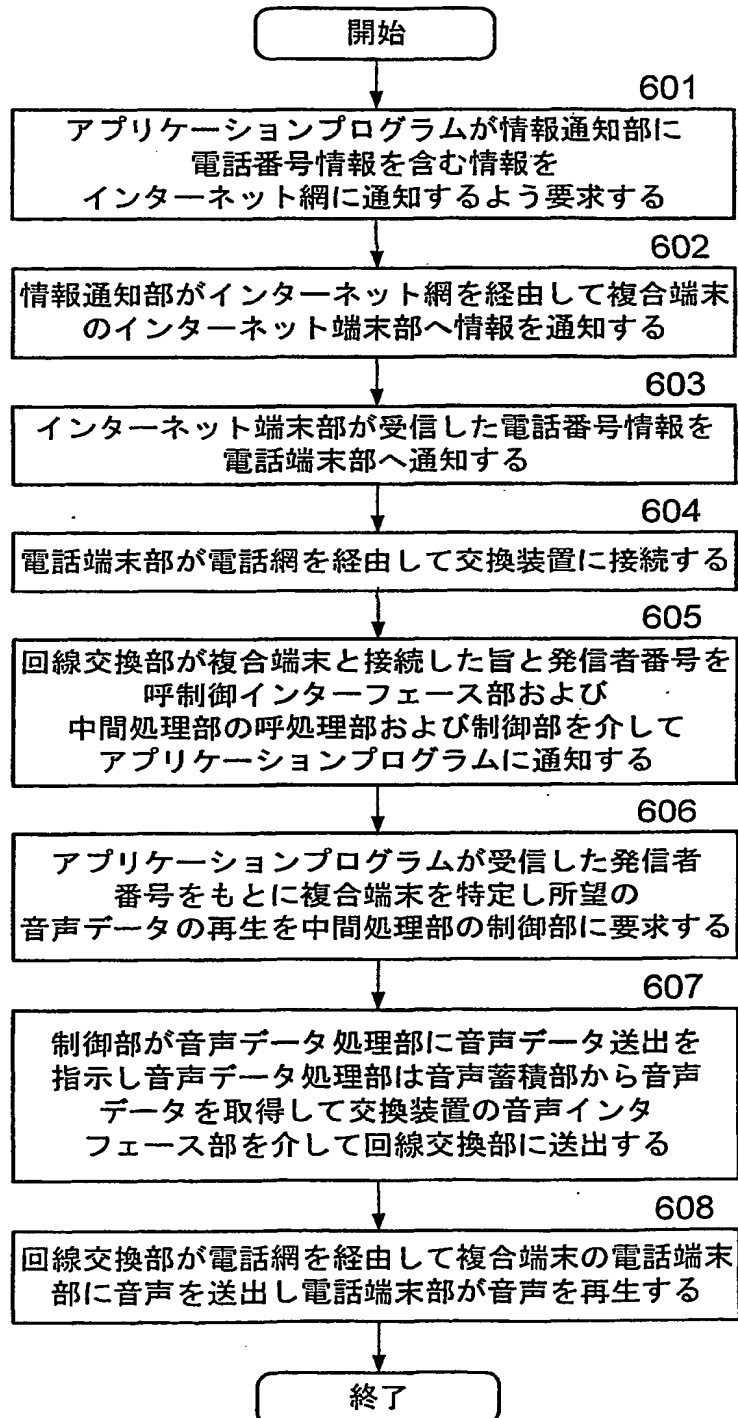 開始
601
アプリケーションプログラムが情報通知部に
電話番号情報を含む情報を
インターネット網に通知するよう要求する
602
情報通知部がインターネット網を経由して複合端末
のインターネット端末部へ情報を通知する
603
インターネット端末部が受信した電話番号情報を
電話端末部へ通知する
604
電話端末部が電話網を経由して交換装置に接続する
605
回線交換部が複合端末と接続した旨と発信者番号を
呼制御インターフェース部および
中間処理部の呼処理部および制御部を介して
アプリケーションプログラムに通知する
606
アプリケーションプログラムが受信した発信者
番号をもとに複合端末を特定し所望の
音声データの再生を中間処理部の制御部に要求する
607
制御部が音声データ処理部に音声データ送出を
指示し音声データ処理部は音声蓄積部から音声
データを取得して交換装置の音声インタ
フェース部を介して回線交換部に送出する
608
回線交換部が電話網を経由して複合端末の電話端末
部に音声を送出し電話端末部が音声を再生する
終了